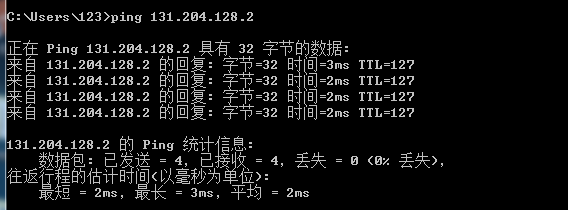 C:\Users\123>ping 131.204.128.2
正在 Ping 131.204.128.2 具有 32 字节的数据:
来自 131.204.128.2 的回复: 字节=32 时间=3ms TTL=127
来自 131.204.128.2 的回复: 字节=32 时间=2ms TTL=127
来自 131.204.128.2 的回复: 字节=32 时间=2ms TTL=127
来自 131.204.128.2 的回复: 字节=32 时间=2ms TTL=127
131.204.128.2 的 Ping 统计信息:
数据包: 已发送 = 4, 已接收 = 4, 丢失 = 0 (0% 丢失),
往返行程的估计时间(以毫秒为单位):
最短 = 2ms, 最长 = 3ms, 平均 = 2ms